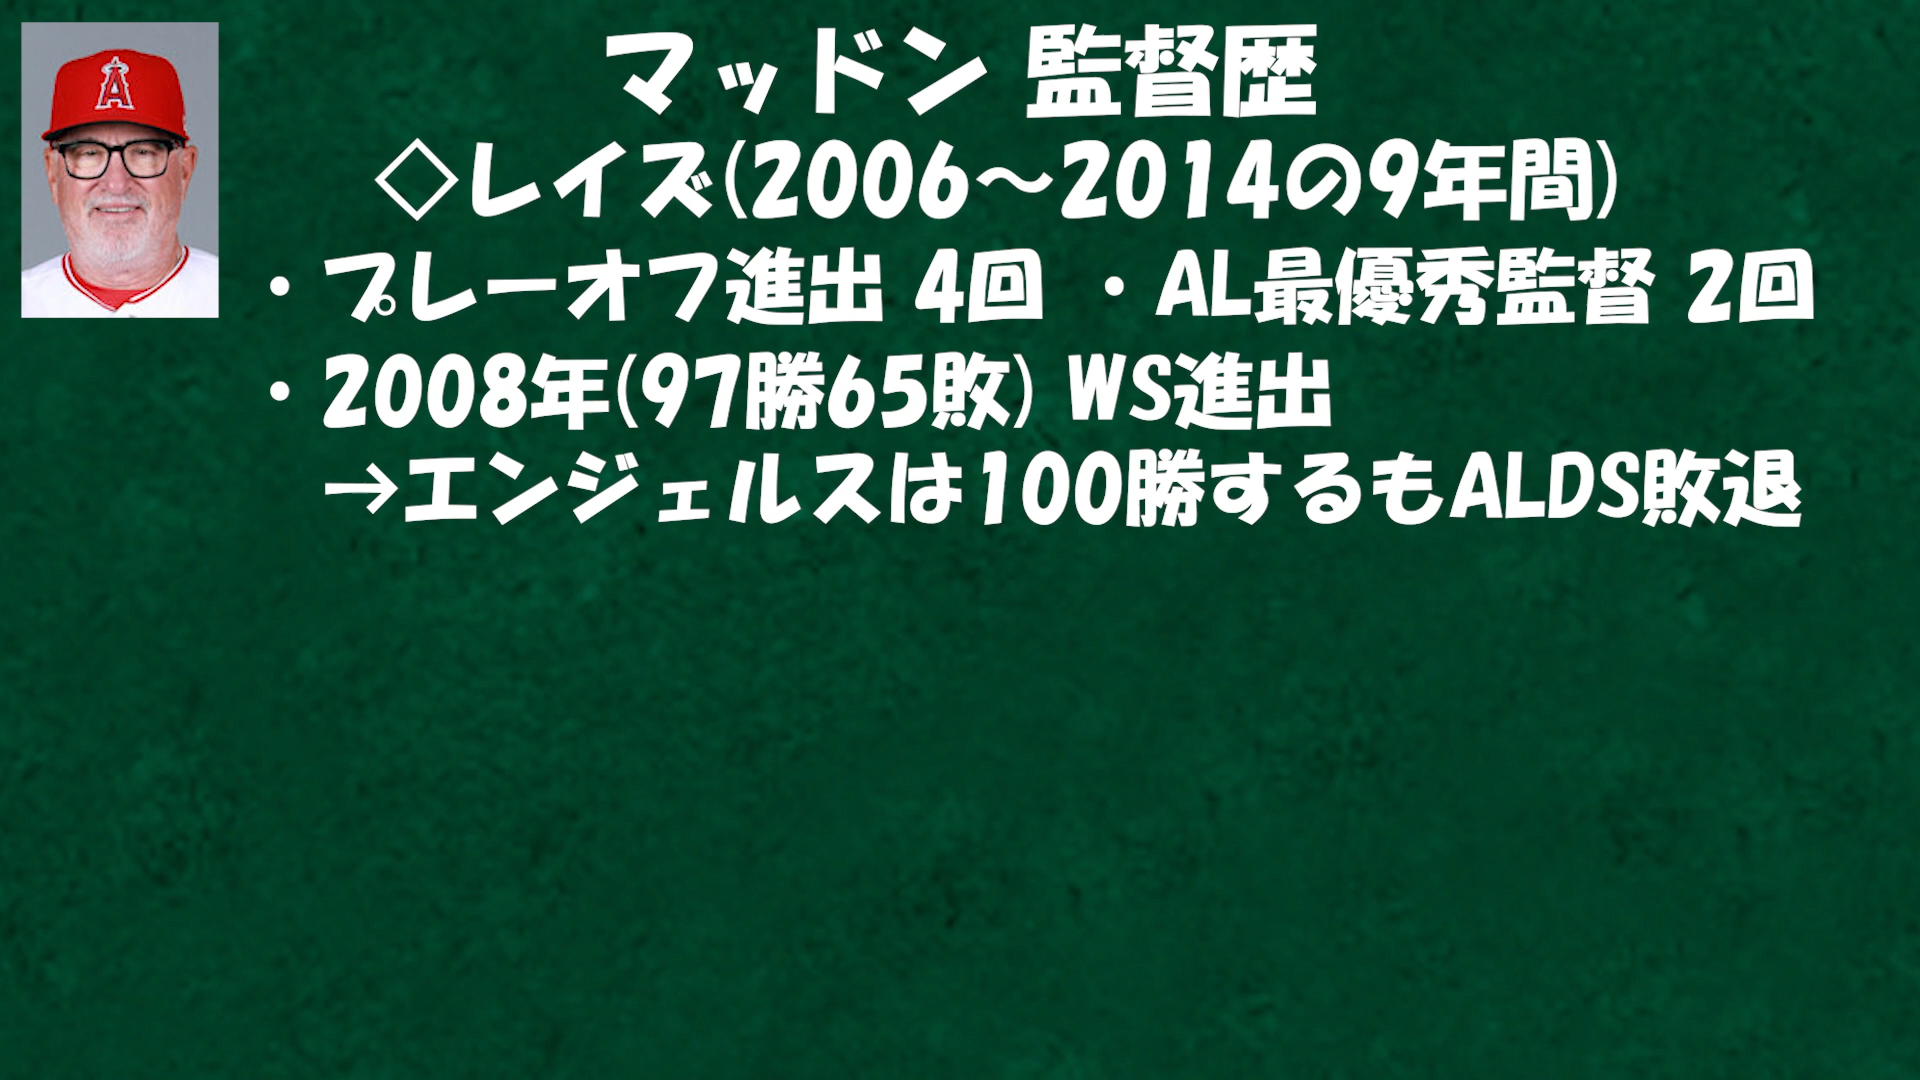 マッドン 監督歴
◇レイズ(2006～2014の9年間)
・プレーオフ進出 4回 ・AL最優秀監督 2回
・2008年(97勝65敗) WS進出
→エンジェルスは100勝するもALDS敗退
A